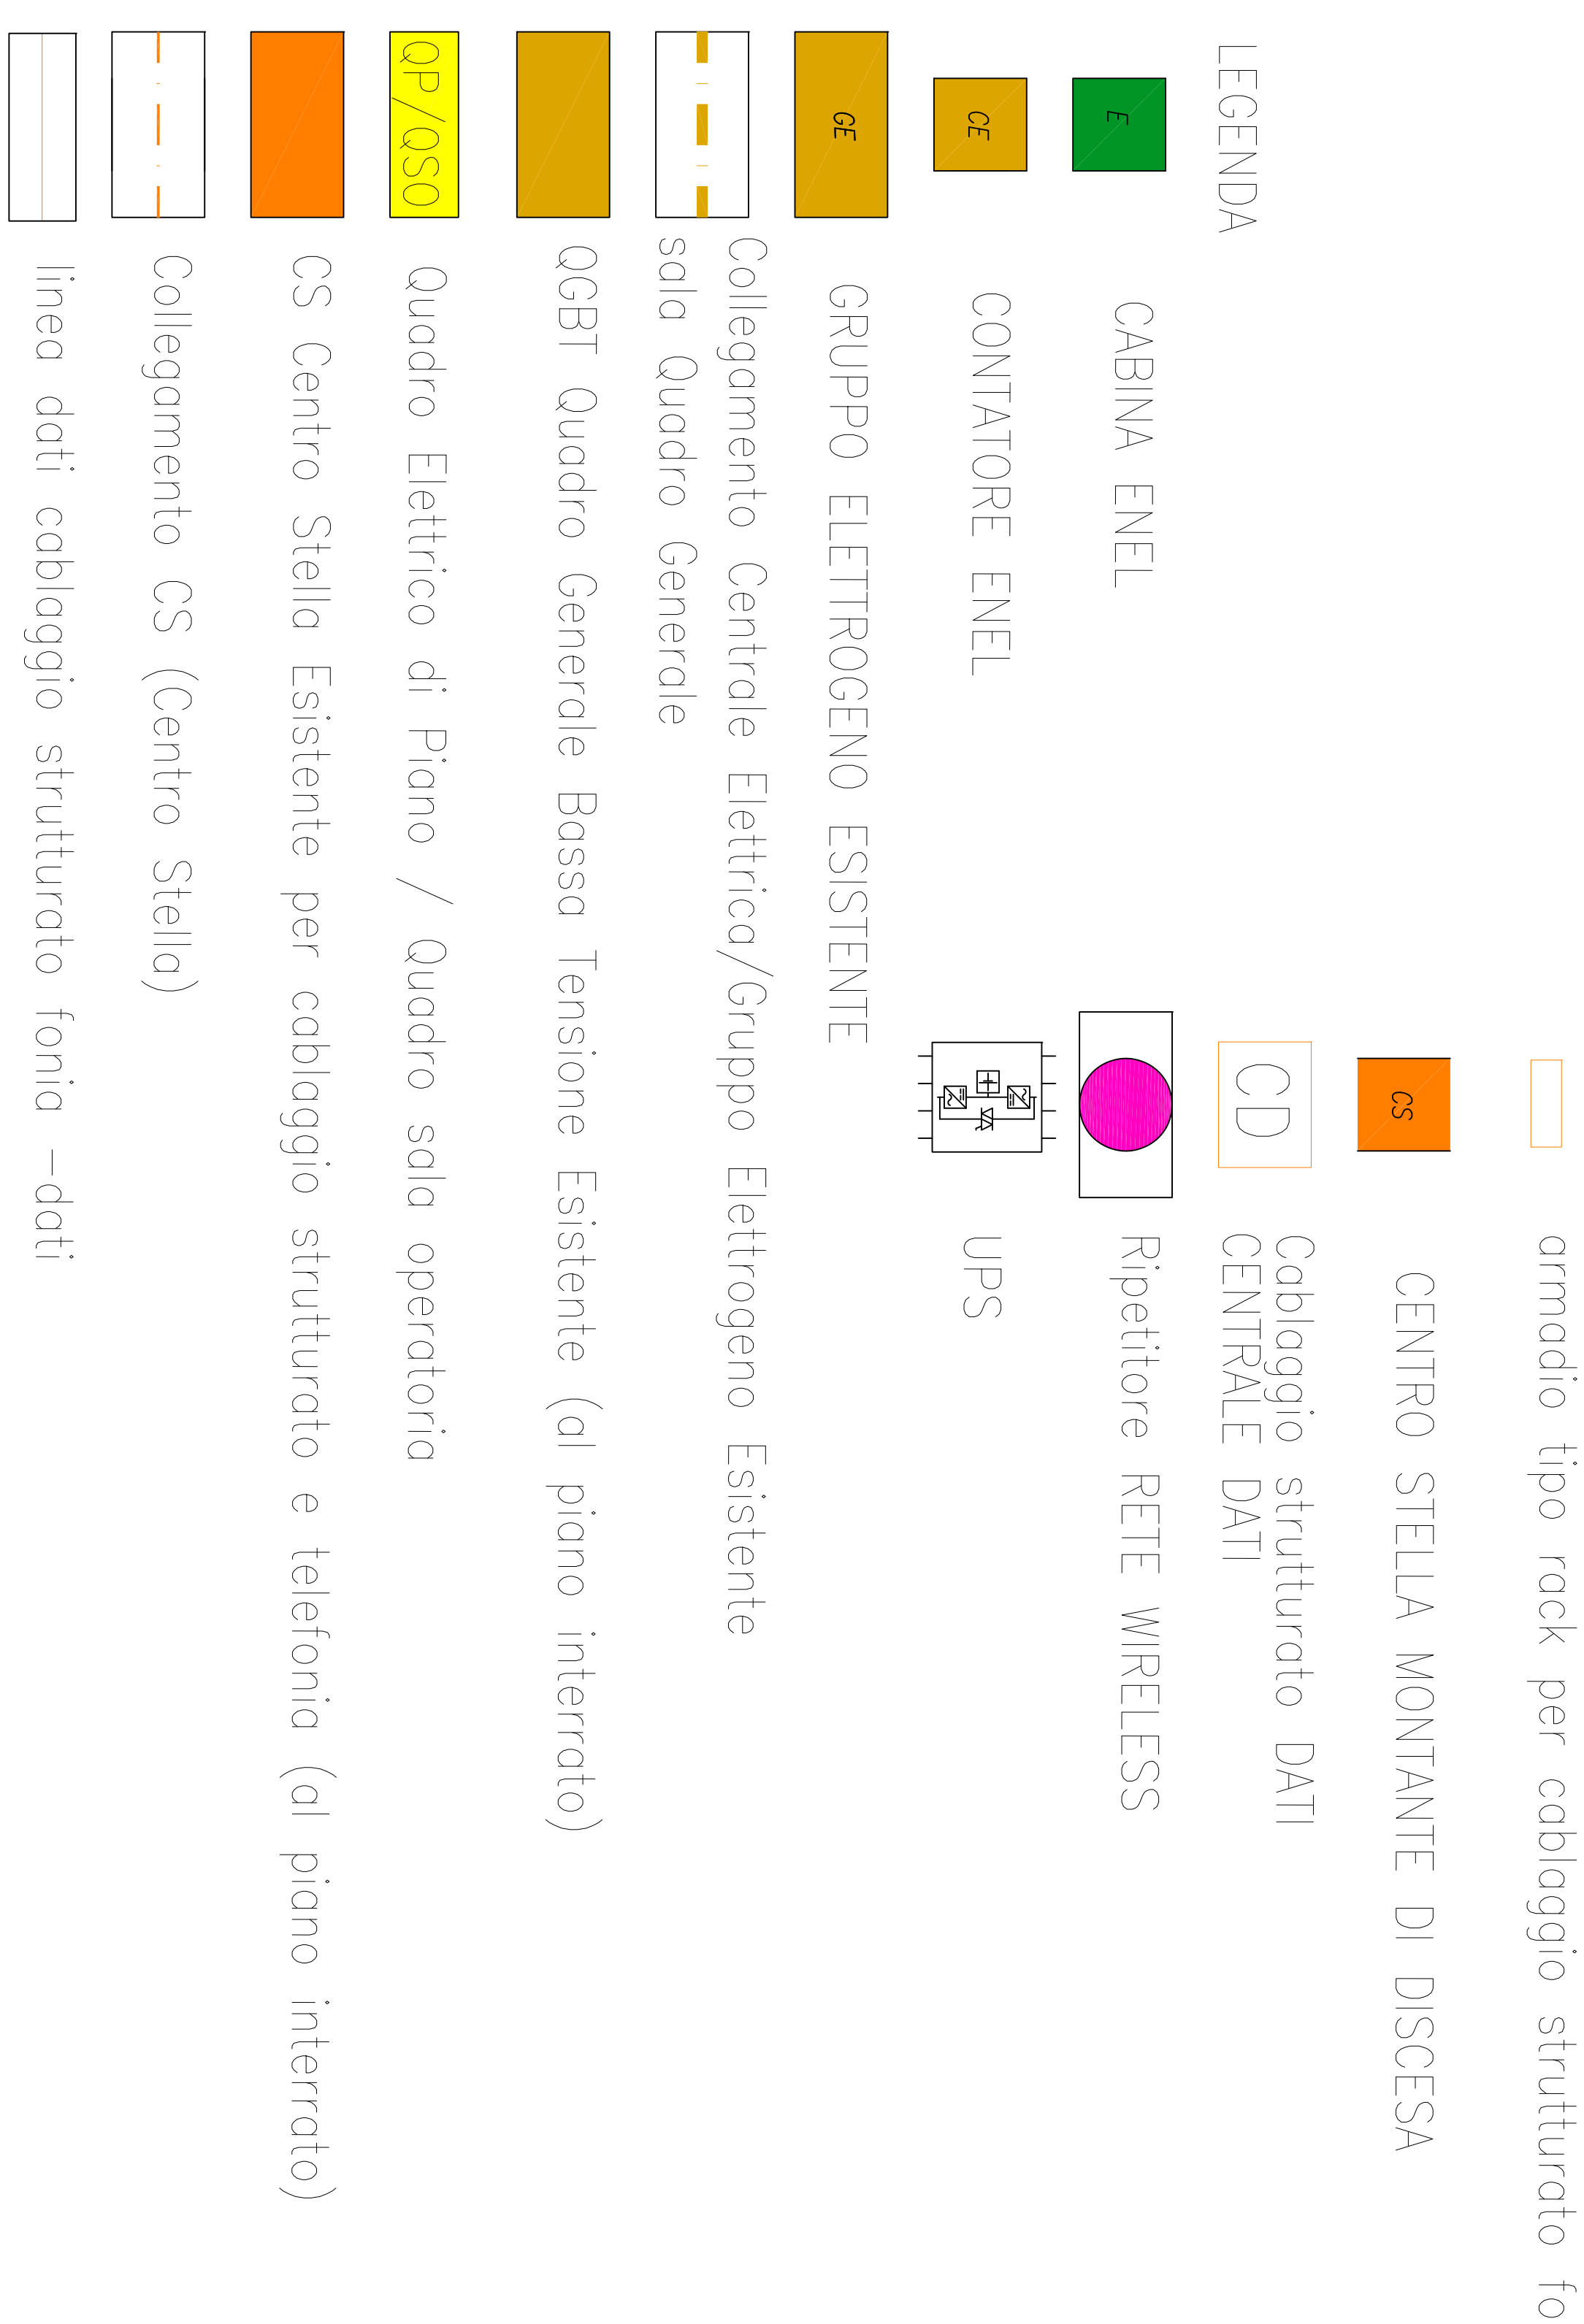 LEGENDA
E
CABINA ENEL
CE
CONTATORE ENEL
GE
GRUPPO ELETTROGENO ESISTENTE
Collegamento Centrale Elettrica/Gruppo Elettrogeno Esistente
sala Quadro Generale
QGBT Quadro Generale Bassa Tensione Esistente (al piano interrato)
QP/QSO
Quadro Elettrico di Piano / Quadro sala operatoria
CS Centro Stella Esistente per cablaggio strutturato e telefonia (al piano interrato)
Collegamento CS (Centro Stella)
linea dati cablaggio strutturato fonia –dati
armadio tipo rack per cablaggio strutturato fo
CS
CENTRO STELLA MONTANTE DI DISCESA
CD
Cablaggio strutturato DATI
CENTRALE DATI
Ripetitore RETE WIRELESS
UPS